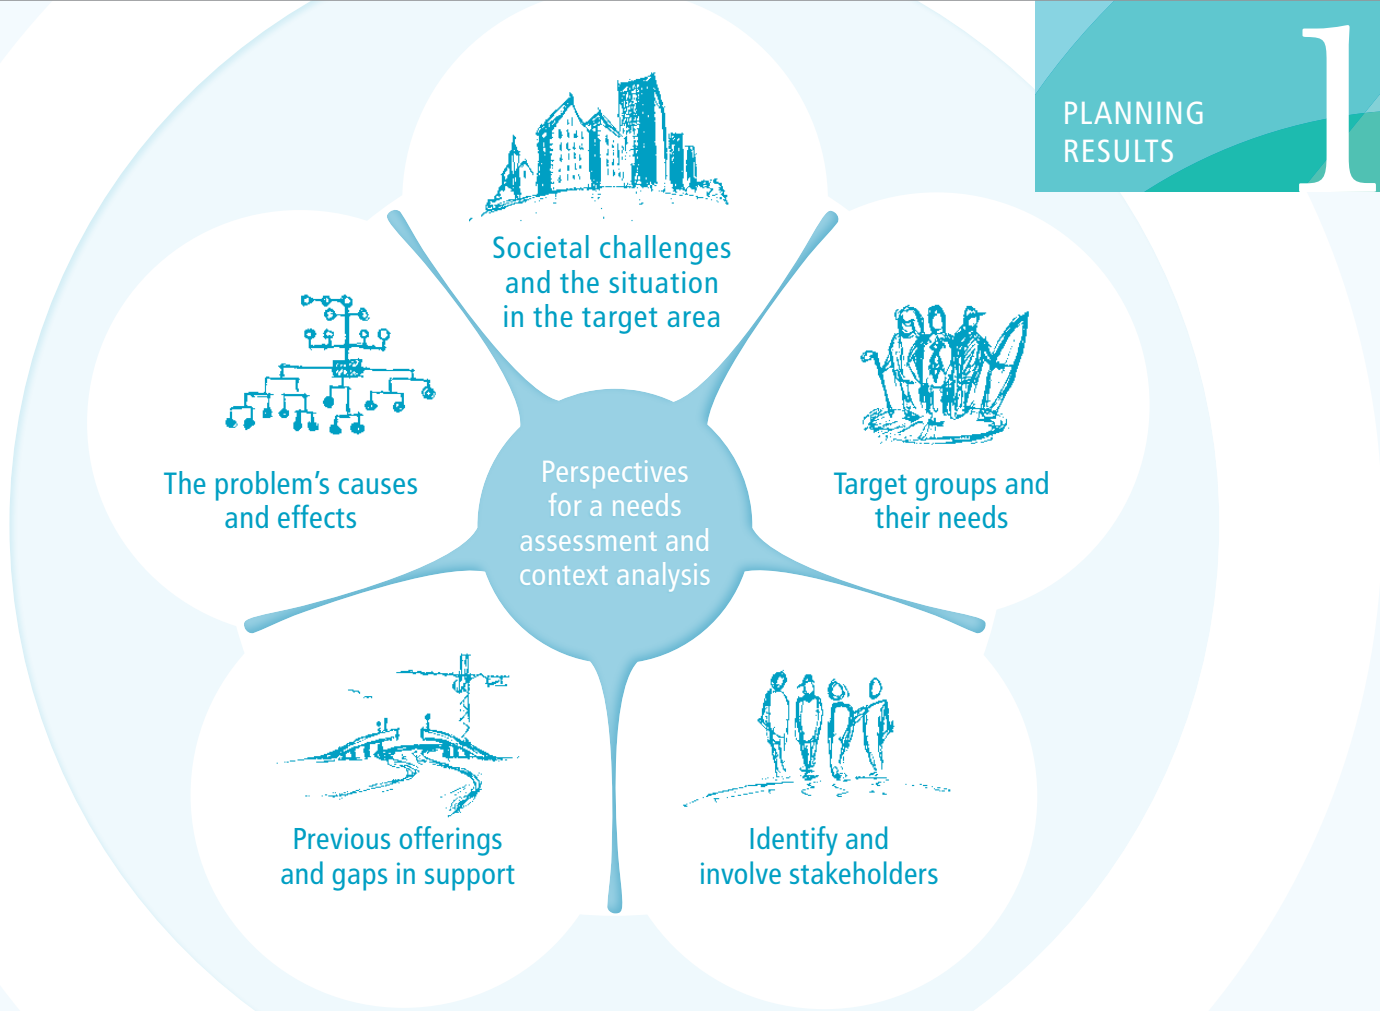 PLANNING
RESULTS
1
Societal challenges
and the situation
in the target area
Target groups and
their needs
Identify and
involve stakeholders
Previous offerings
and gaps in support
The problem’s causes
and effects
Perspectives
for a needs
assessment and
context analysis